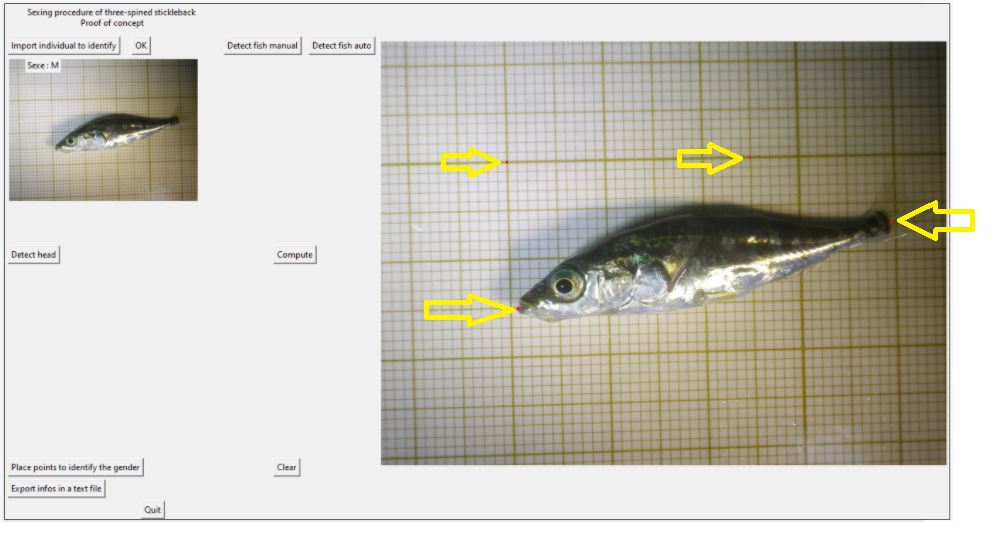 Sexing procedure of three-spined stickleback
Proof of concept
Import individual to identify
OK
Detect fish manual
Detect fish auto
Sexe : M
Detect head
Compute
Place points to identify the gender
Clear
Export infos in a text file
Quit